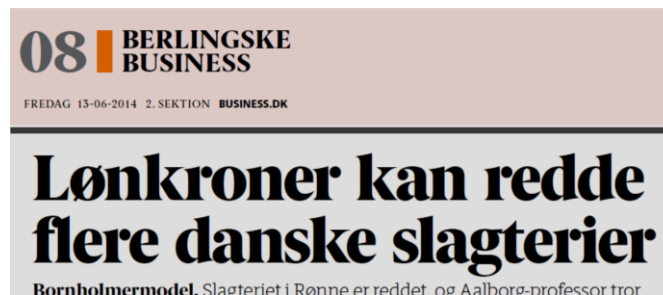 08 BERLINGSKE
BUSINESS
FREDAG 13-06-2014 2. SEKTION BUSINESS.DK
Lønkroner kan redde
flere danske slagterier
Bornholmermodel. Slagteriet i Rønne er reddet, og Aalborg-professor tror